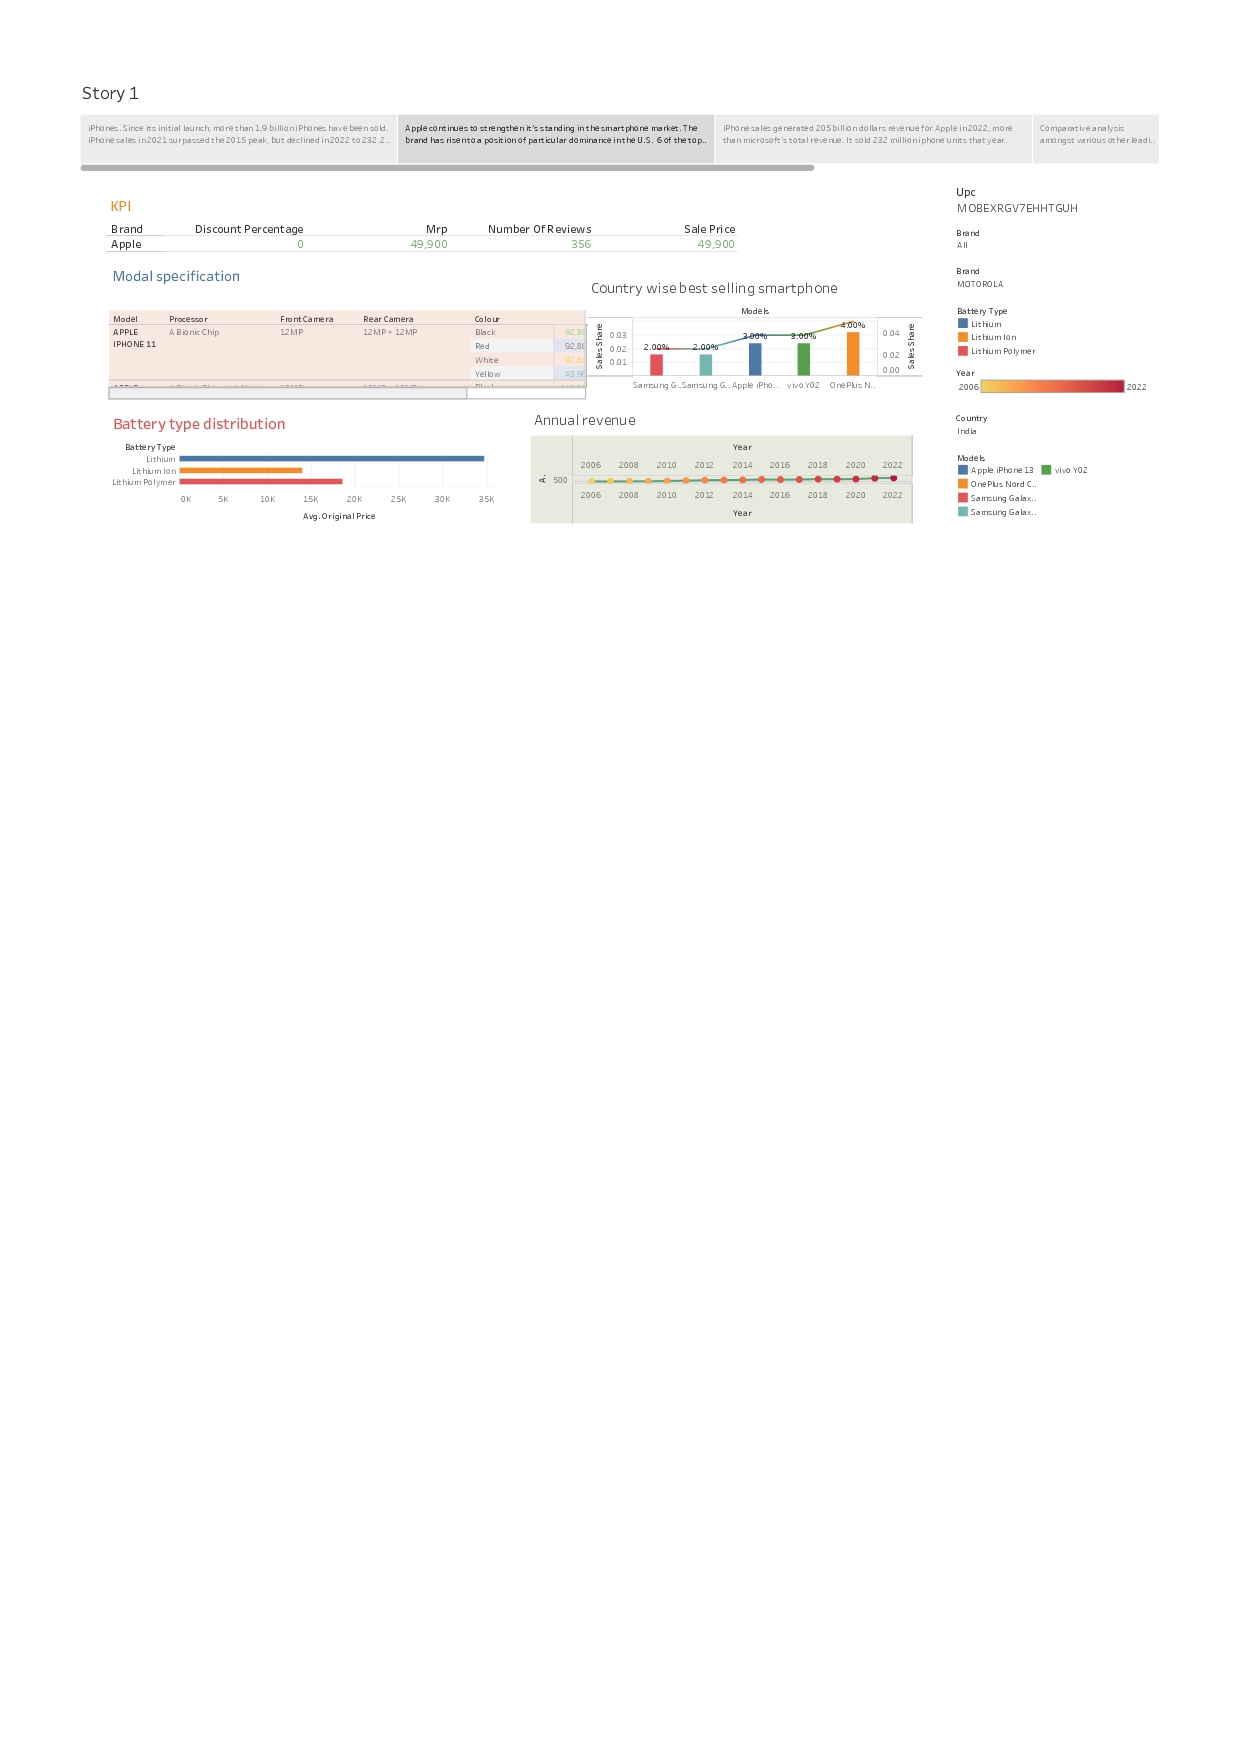 Story 1
iPhones. Since its initial launch, more than 1.9 billion iPhones have been sold.
iPhone sales in 2021 surpassed the 2015 peak, but declined in 2022 to 232.2..
Apple continues to strengthen it's standing in the smartphone market. The
brand has risen to a position of particular dominance in the U.S. 6 of the top..
iPhone sales generated 205 billion dollars revenue for Apple in 2022, more
than microsoft's total revenue. It sold 232 million iphone units that year.
Comparative analysis
amongst various other leadi..
KPI
Brand Discount Percentage Mrp Number Of Reviews Sale Price
Apple 0 49,900 356 49,900
Modal specification
Model Processor Front Camera Rear Camera Colour
APPLE A Bionic Chip 12MP 12MP + 12MP Black
IPHONE 11
Red
White
Yellow
Country wise best selling smartphone
Models
Sales Share
0.03
0.02
0.01
2.00% 2.00% 3.00% 3.00% 4.00%
0.04
0.02
0.00
Sales Share
Samsung G.. Samsung G.. Apple iPho.. vivo Y02 OnePlus N..
Battery type distribution
Battery Type
Lithium
Lithium Ion
Lithium Polymer
0K 5K 10K 15K 20K 25K 30K 35K
Avg. Original Price
Annual revenue
Year
2006 2008 2010 2012 2014 2016 2018 2020 2022
A.
500
2006 2008 2010 2012 2014 2016 2018 2020 2022
Year
Upc
MOBEXRGV7EHHTGUH
Brand
All
Brand
MOTOROLA
Battery Type
Lithium
Lithium Ion
Lithium Polymer
Year
2006 2022
Country
India
Models
Apple iPhone 13 vivo Y02
OnePlus Nord C..
Samsung Galax..
Samsung Galax..